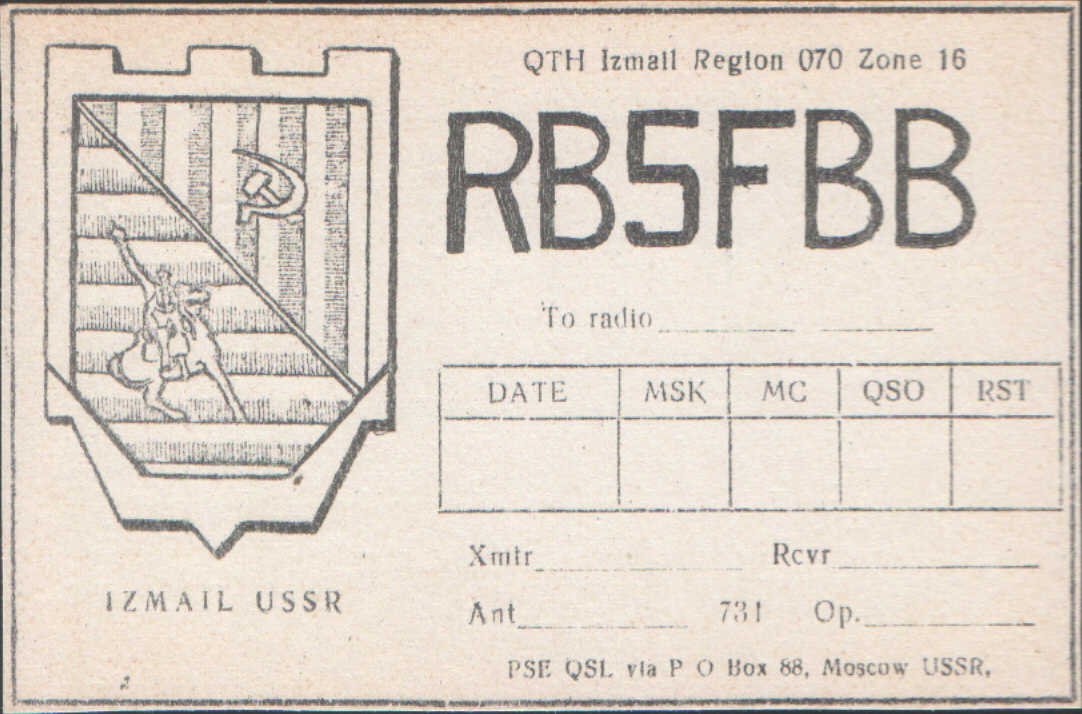 QTH Izmail Region 070 Zone 16
RB5FBB
To radio
DATE MSK MC QSO RST
Xmtr Rcvr
IZMAIL USSR
Ant 731 Op.
PSE QSL via P O Box 88, Moscow USSR,
2